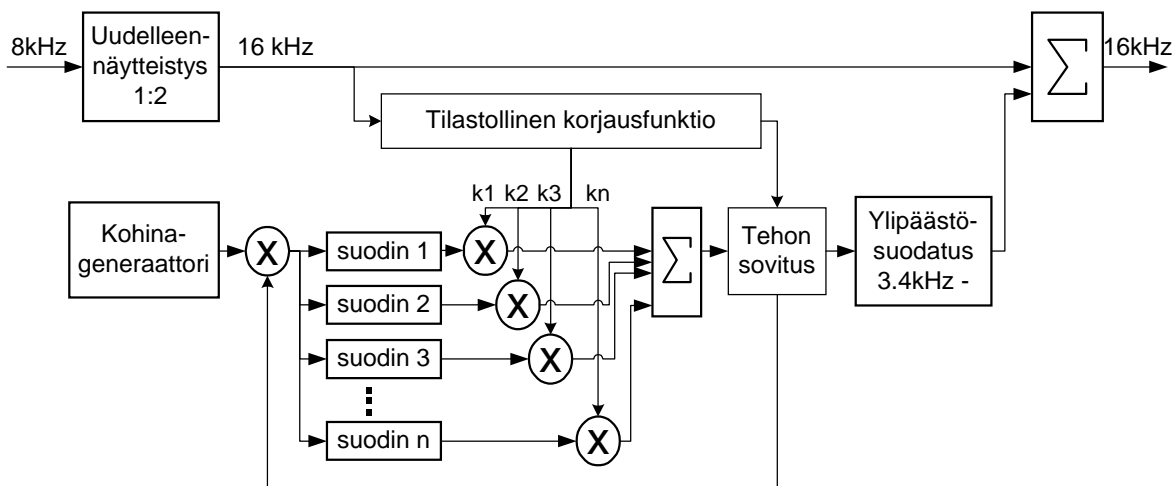 8kHz
Uudelleen-
näytteistys
1:2
16 kHz
Σ
16kHz
Tilastollinen korjausfunktio
k1 k2 k3 kn
Kohina-
generaattori
X
suodin 1
X
Σ
Tehon
sovitus
Ylipäästö-
suodatus
3.4kHz -
suodin 2
X
suodin 3
X
suodin n
X